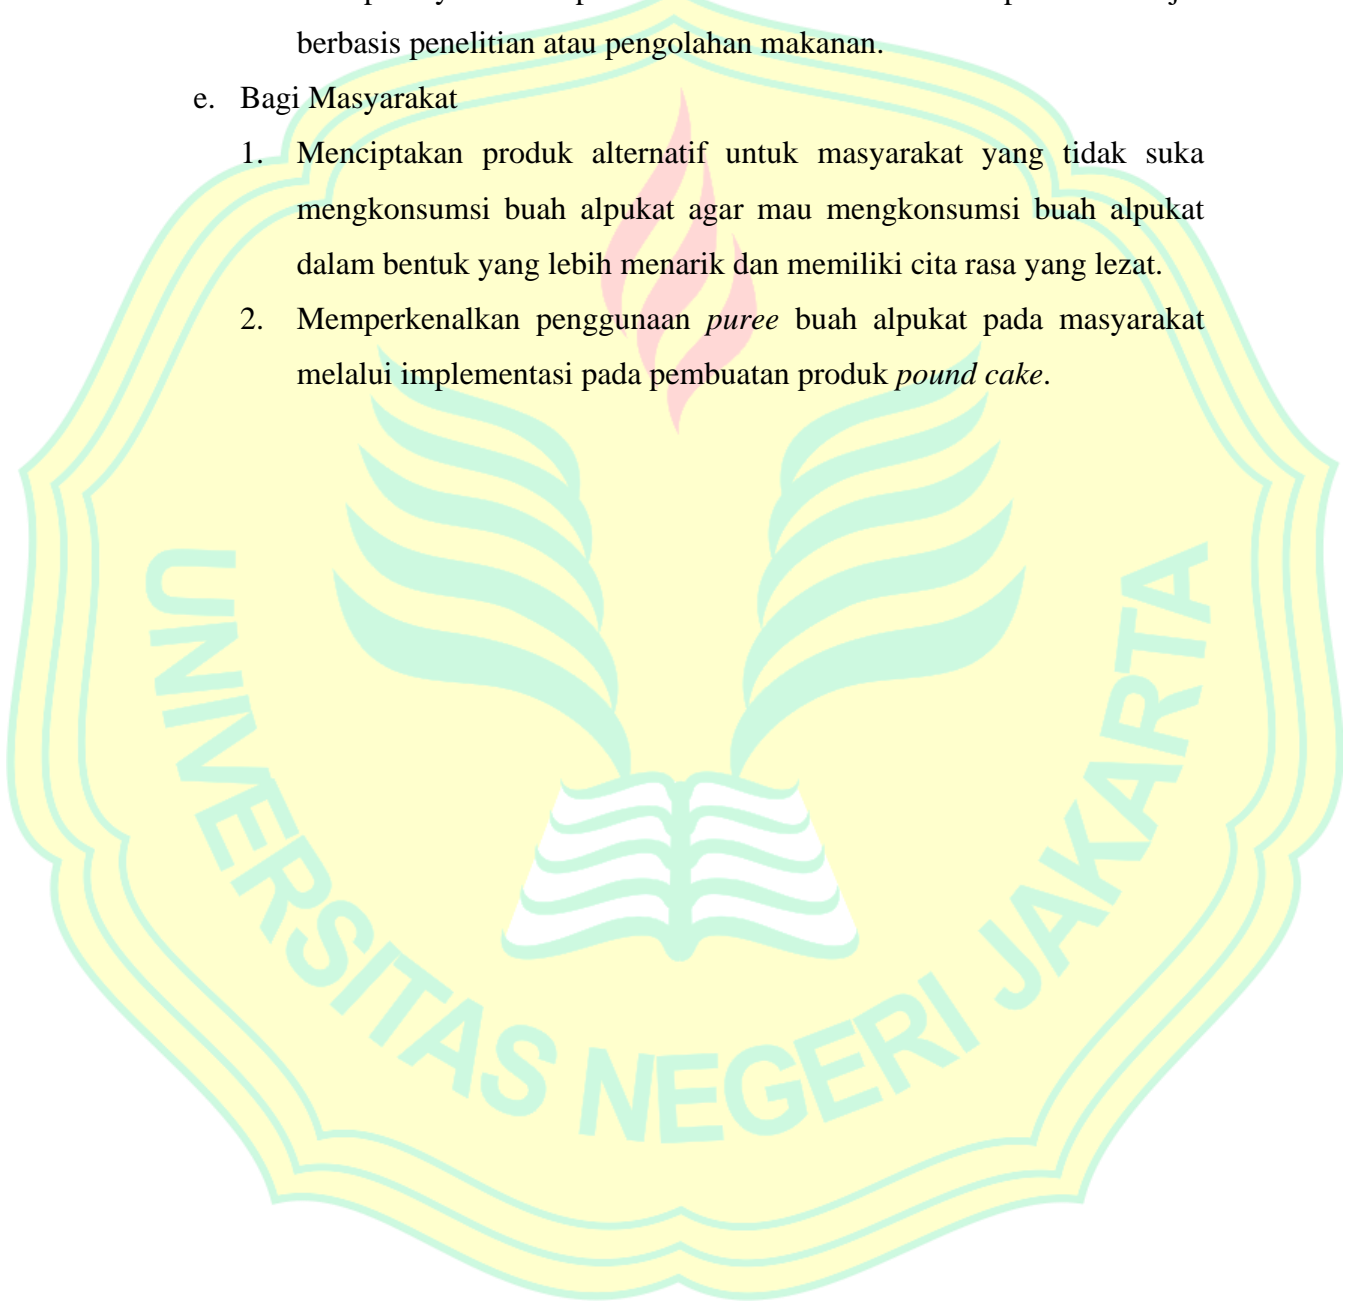 berbasis penelitian atau pengolahan makanan.
e. Bagi Masyarakat
1. Menciptakan produk alternatif untuk masyarakat yang tidak suka
mengkonsumsi buah alpukat agar mau mengkonsumsi buah alpukat
dalam bentuk yang lebih menarik dan memiliki cita rasa yang lezat.
2. Memperkenalkan penggunaan puree buah alpukat pada masyarakat
melalui implementasi pada pembuatan produk pound cake.
UNIVERSITAS NEGERI JAKARTA